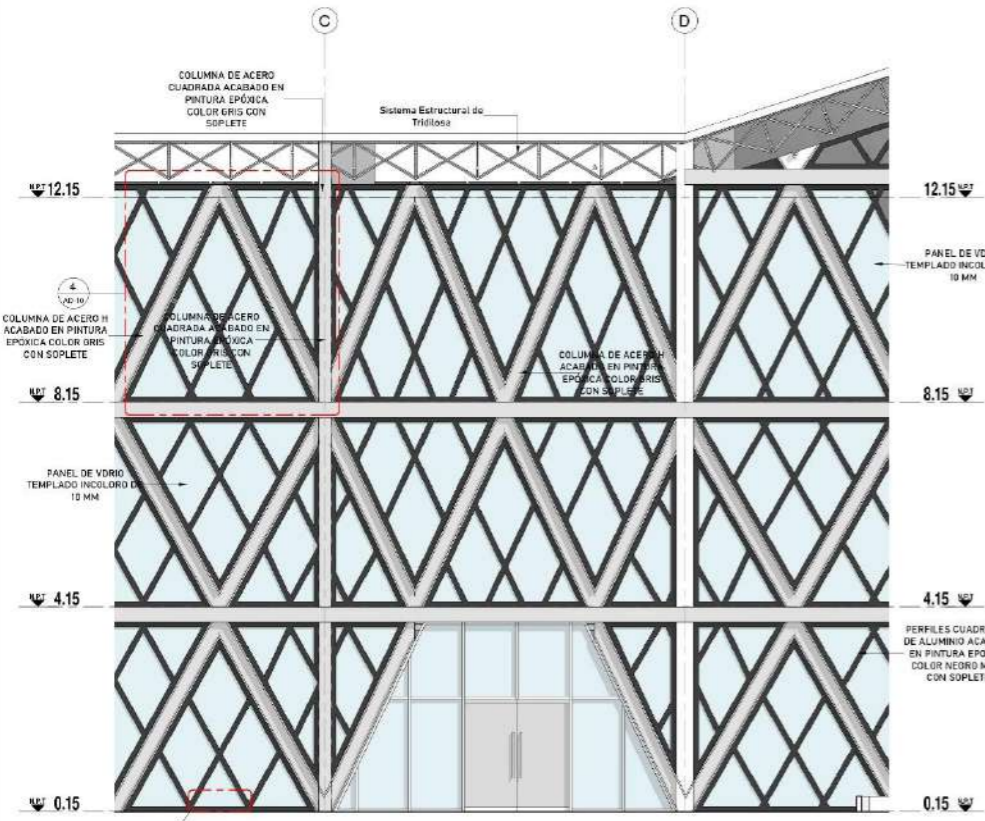 C
D
COLUMNA DE ACERO
CUADRADA ACABADO EN
PINTURA EPÓXICA
COLOR GRIS CON
SOPLETE
Sistema Estructural de
Tridilosa
N.P.T 12.15
12.15 N.P.T
PANEL DE VD
TEMPLADO INCOL
10 MM
4
AD-10
COLUMNA DE ACERO H
ACABADO EN PINTURA
EPÓXICA COLOR GRIS
CON SOPLETE
COLUMNA DE ACERO
CUADRADA ACABADO EN
PINTURA EPÓXICA
COLOR GRIS CON
SOPLETE
COLUMNA DE ACERO H
ACABADO EN PINTURA
EPÓXICA COLOR GRIS
CON SOPLETE
N.P.T 8.15
8.15 N.P.T
PANEL DE VDRIO
TEMPLADO INCOLORO D
10 MM
N.P.T 4.15
4.15 N.P.T
PERFILES CUADR
DE ALUMINIO ACA
EN PINTURA EPO
COLOR NEGRO M
CON SOPLETE
N.P.T 0.15
0.15 N.P.T